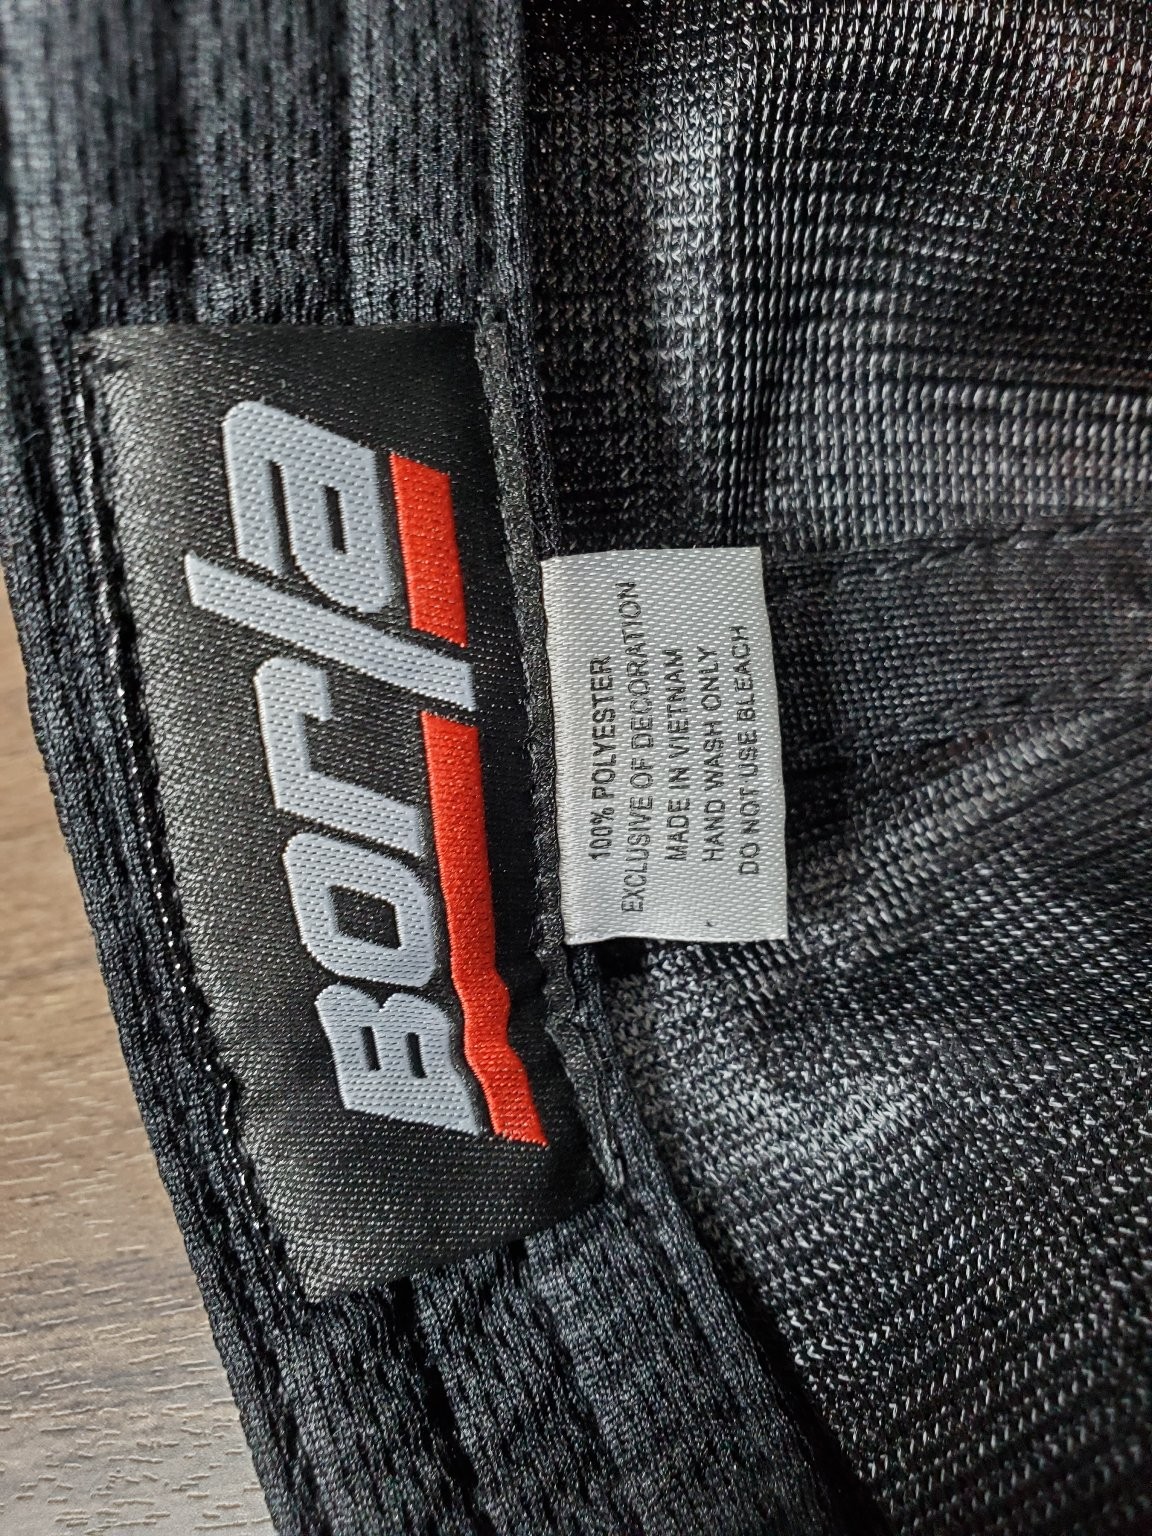 Borla
100% POLYESTER
EXCLUSIVE OF DECORATION
MADE IN VIETNAM
HAND WASH ONLY
DO NOT USE BLEACH